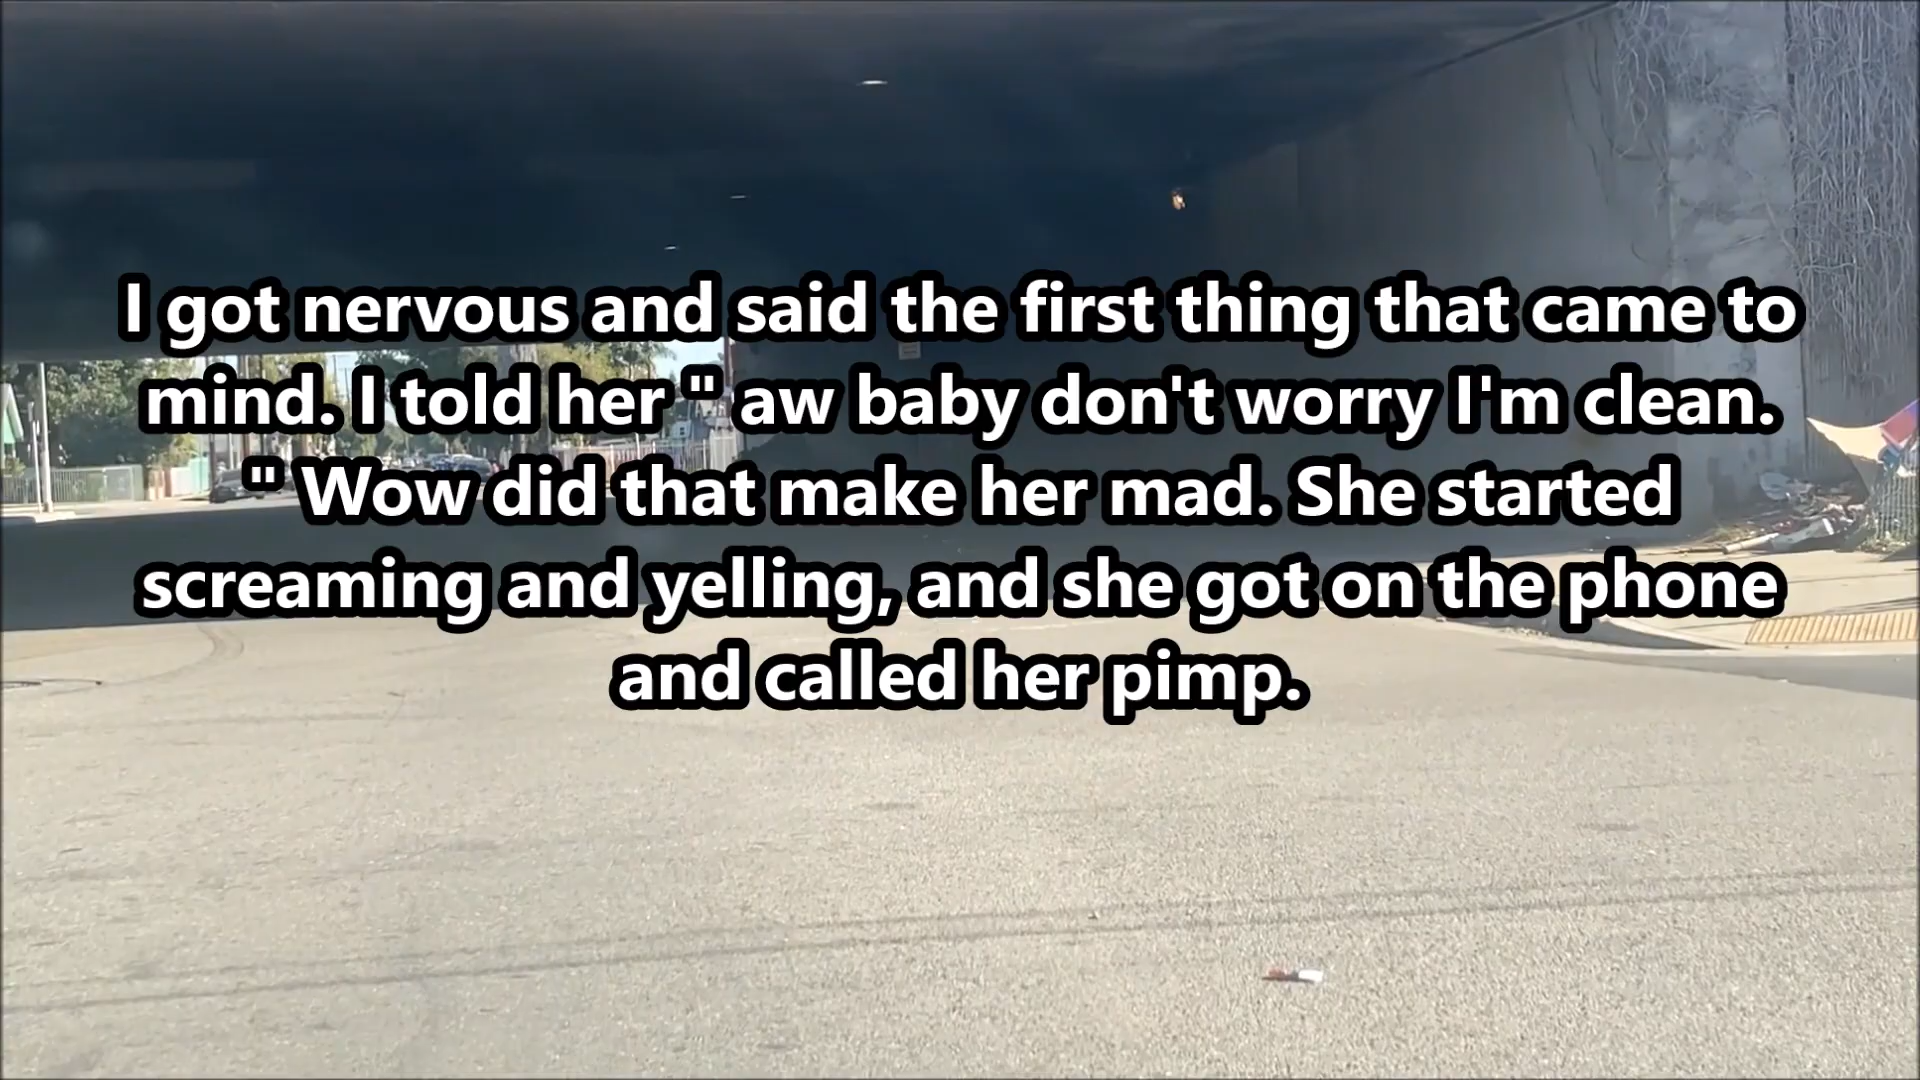 I got nervous and said the first thing that came to
mind. I told her " aw baby don't worry I'm clean.
" Wow did that make her mad. She started
screaming and yelling, and she got on the phone
and called her pimp.